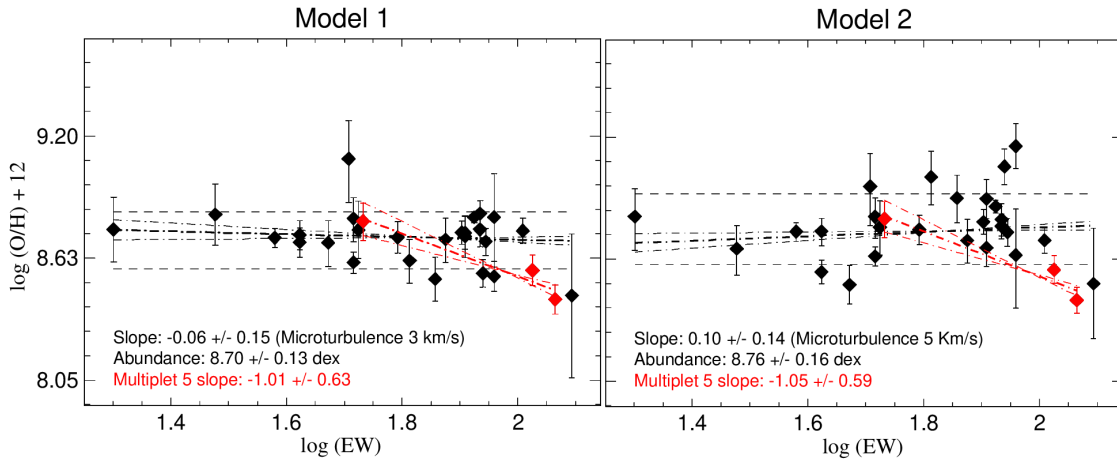 Model 1
Model 2
log (O/H) + 12
9.20
8.63
8.05
Slope: -0.06 +/- 0.15 (Microturbulence 3 km/s)
Abundance: 8.70 +/- 0.13 dex
Multiplet 5 slope: -1.01 +/- 0.63
Slope: 0.10 +/- 0.14 (Microturbulence 5 Km/s)
Abundance: 8.76 +/- 0.16 dex
Multiplet 5 slope: -1.05 +/- 0.59
1.4 1.6 1.8 2
1.4 1.6 1.8 2
log (EW)
log (EW)